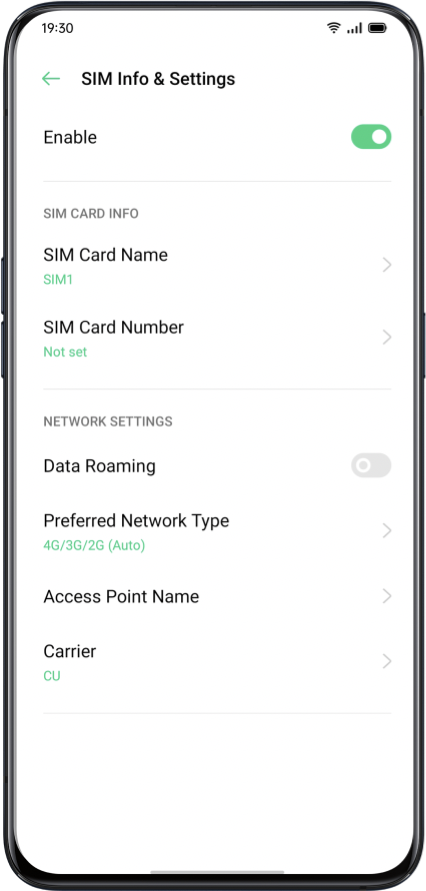 19:30
SIM Info & Settings
Enable
SIM CARD INFO
SIM Card Name
SIM1
SIM Card Number
Not set
NETWORK SETTINGS
Data Roaming
Preferred Network Type
4G/3G/2G (Auto)
Access Point Name
Carrier
CU